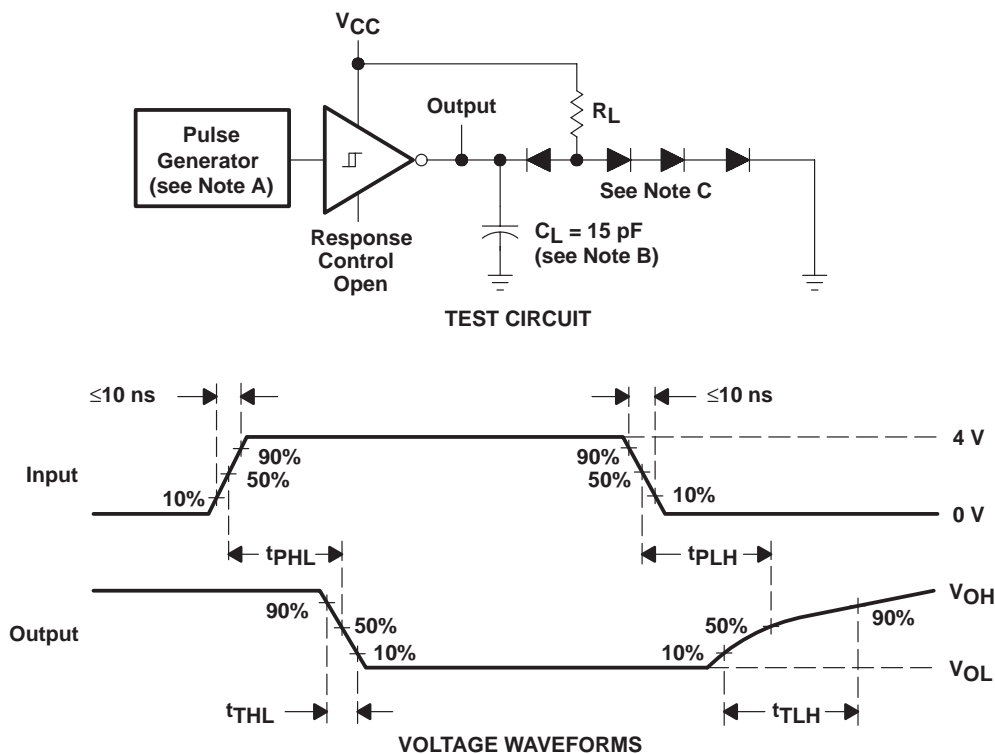 VCC
Pulse
Generator
(see Note A)
Output
RL
See Note C
Response
Control
Open
CL = 15 pF
(see Note B)
TEST CIRCUIT
≤10 ns
≤10 ns
Input
10%
50%
90%
90%
50%
10%
4 V
0 V
tPHL
tPLH
Output
90%
50%
10%
50%
10%
90%
VOH
VOL
tTHL
tTLH
VOLTAGE WAVEFORMS